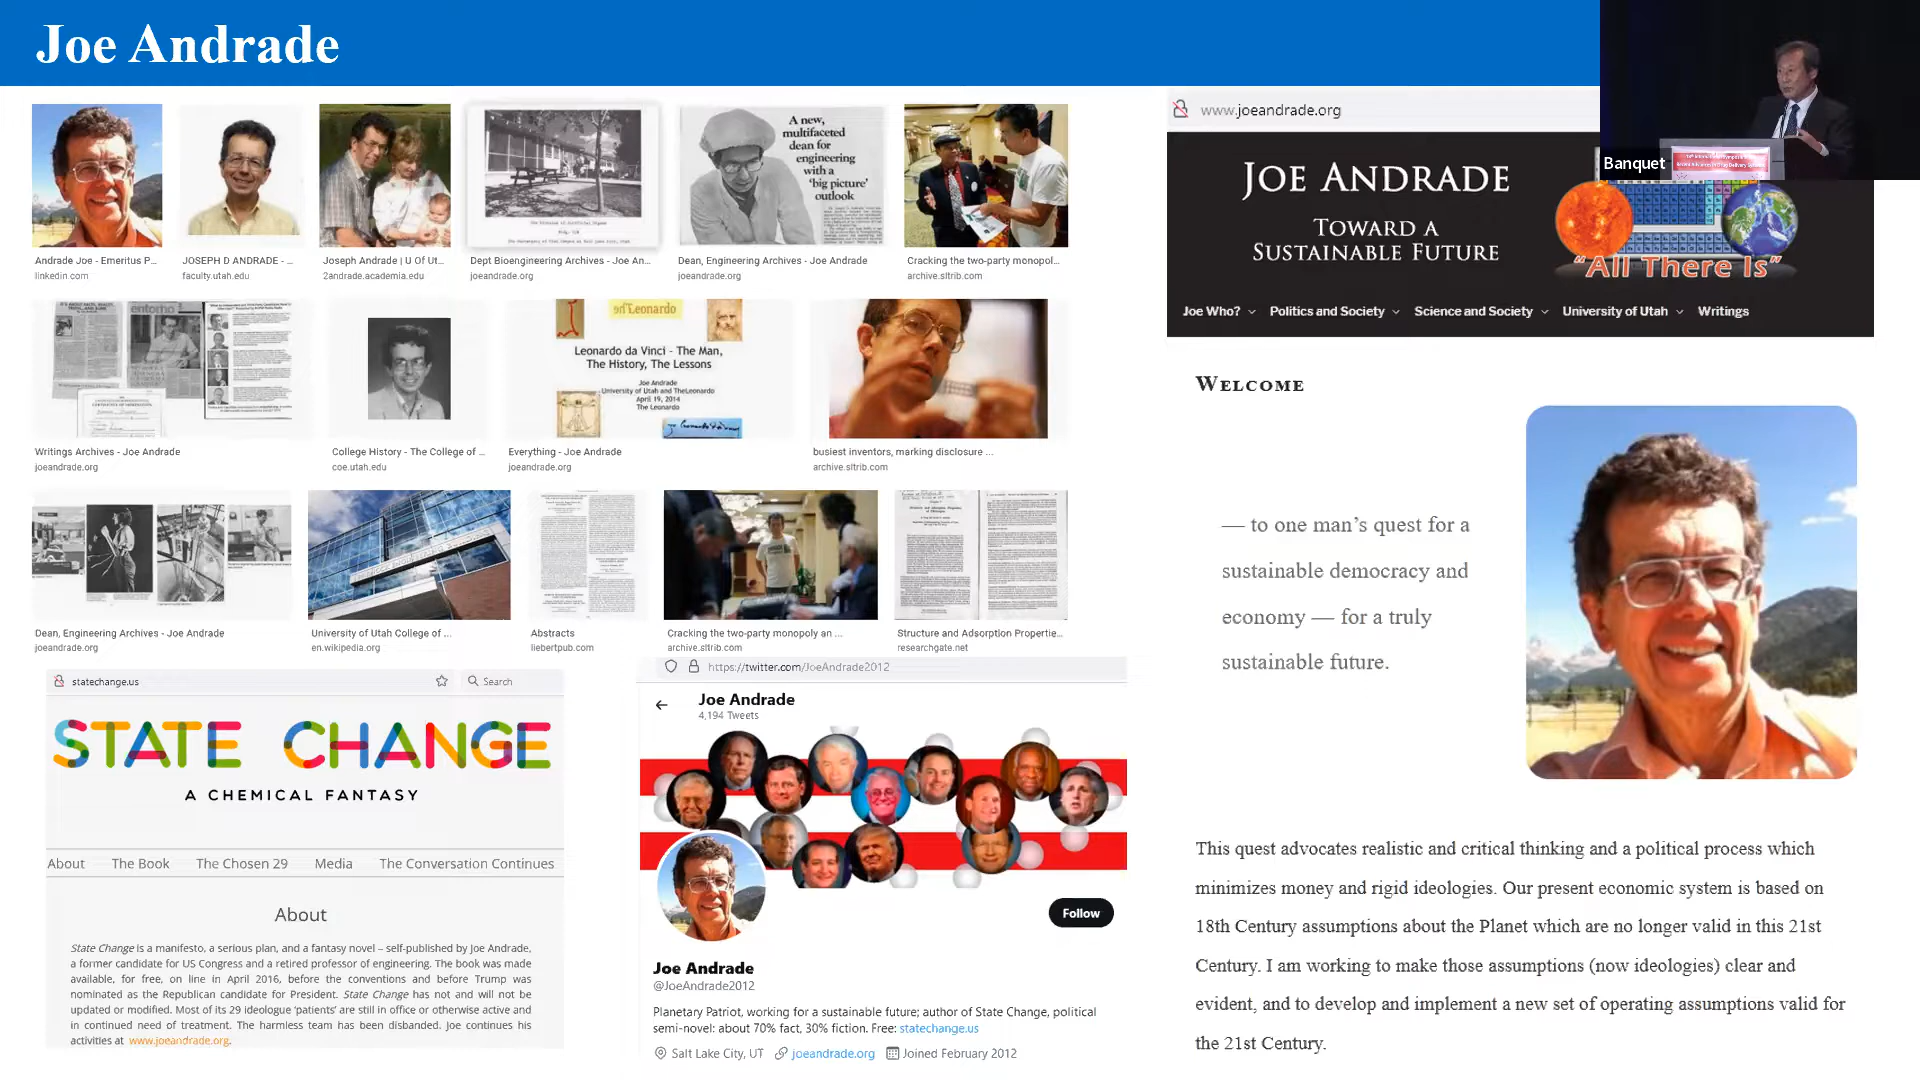 Joe Andrade
Andrade Joe - Emeritus P...
linkedin.com
JOSEPH D ANDRADE - ...
faculty.utah.edu
Joseph Andrade | U Of Ut...
2andrade.academia.edu
Dept Bioengineering Archives - Joe An...
joeandrade.org
A new,
multifaceted
dean for
engineering
with a
'big picture'
outlook
Dean, Engineering Archives - Joe Andrade
joeandrade.org
Cracking the two-party monopol...
archive.sltrib.com
entorno
Writings Archives - Joe Andrade
joeandrade.org
College History - The College of ...
coe.utah.edu
Leonardo
Leonardo da Vinci - The Man,
The History, The Lessons
Joe Andrade
University of Utah and TheLeonardo
April 19, 2014
The Leonardo
Everything - Joe Andrade
joeandrade.org
busiest inventors, marking disclosure ...
archive.sltrib.com
Dean, Engineering Archives - Joe Andrade
joeandrade.org
University of Utah College of ...
en.wikipedia.org
Abstracts
liebertpub.com
Cracking the two-party monopoly an ...
archive.sltrib.com
Structure and Adsorption Propertie...
researchgate.net
statechange.us
Search
STATE CHANGE
A CHEMICAL FANTASY
About The Book The Chosen 29 Media The Conversation Continues
About
State Change is a manifesto, a serious plan, and a fantasy novel – self-published by Joe Andrade,
a former candidate for US Congress and a retired professor of engineering. The book was made
available, for free, on line in April 2016, before the conventions and before Trump was
nominated as the Republican candidate for President. State Change has not and will not be
updated or modified. Most of its 29 ideologue 'patients' are still in office or otherwise active and
in continued need of treatment. The harmless team has been disbanded. Joe continues his
activities at www.joeandrade.org.
https://twitter.com/JoeAndrade2012
Joe Andrade
4,194 Tweets
Follow
Joe Andrade
@JoeAndrade2012
Planetary Patriot, working for a sustainable future; author of State Change, political
semi-novel: about 70% fact, 30% fiction. Free: statechange.us
Salt Lake City, UT joeandrade.org Joined February 2012
www.joeandrade.org
Banquet
JOE ANDRADE
TOWARD A
SUSTAINABLE FUTURE
"All There Is"
Joe Who? Politics and Society Science and Society University of Utah Writings
WELCOME
— to one man's quest for a
sustainable democracy and
economy — for a truly
sustainable future.
This quest advocates realistic and critical thinking and a political process which
minimizes money and rigid ideologies. Our present economic system is based on
18th Century assumptions about the Planet which are no longer valid in this 21st
Century. I am working to make those assumptions (now ideologies) clear and
evident, and to develop and implement a new set of operating assumptions valid for
the 21st Century.